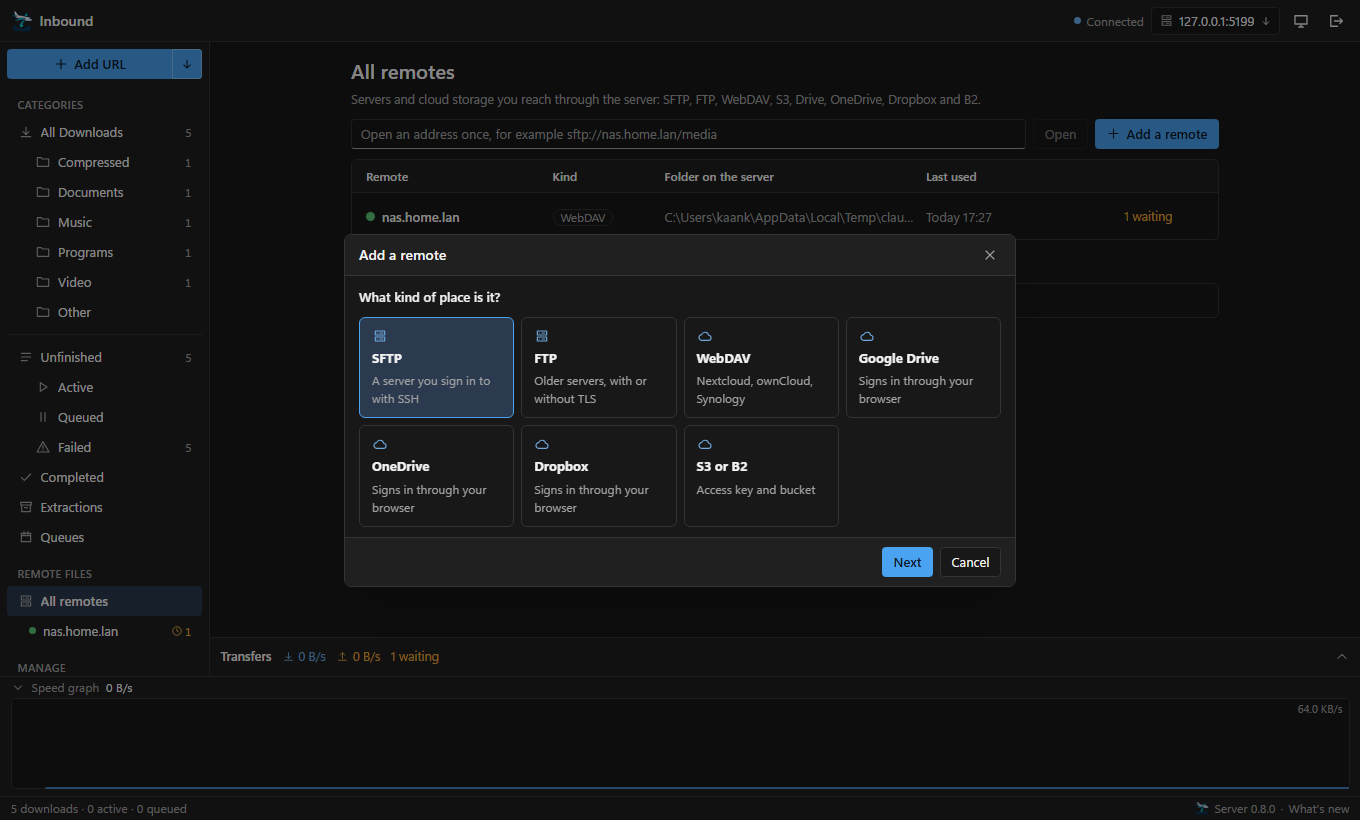 Inbound
Connected
127.0.0.1:5199
Add URL
CATEGORIES
All Downloads 5
Compressed 1
Documents 1
Music 1
Programs 1
Video 1
Other
Unfinished 5
Active
Queued
Failed 5
Completed
Extractions
Queues
REMOTE FILES
All remotes
nas.home.lan 1
MANAGE
All remotes
Servers and cloud storage you reach through the server: SFTP, FTP, WebDAV, S3, Drive, OneDrive, Dropbox and B2.
Open an address once, for example sftp://nas.home.lan/media
Open
Add a remote
Remote Kind Folder on the server Last used
nas.home.lan WebDAV C:\Users\kaank\AppData\Local\Temp\clau... Today 17:27 1 waiting
Add a remote
What kind of place is it?
SFTP
A server you sign in to
with SSH
FTP
Older servers, with or
without TLS
WebDAV
Nextcloud, ownCloud,
Synology
Google Drive
Signs in through your
browser
OneDrive
Signs in through your
browser
Dropbox
Signs in through your
browser
S3 or B2
Access key and bucket
Next
Cancel
Transfers 0 B/s 0 B/s 1 waiting
Speed graph 0 B/s
64.0 KB/s
5 downloads · 0 active · 0 queued
Server 0.8.0 · What's new